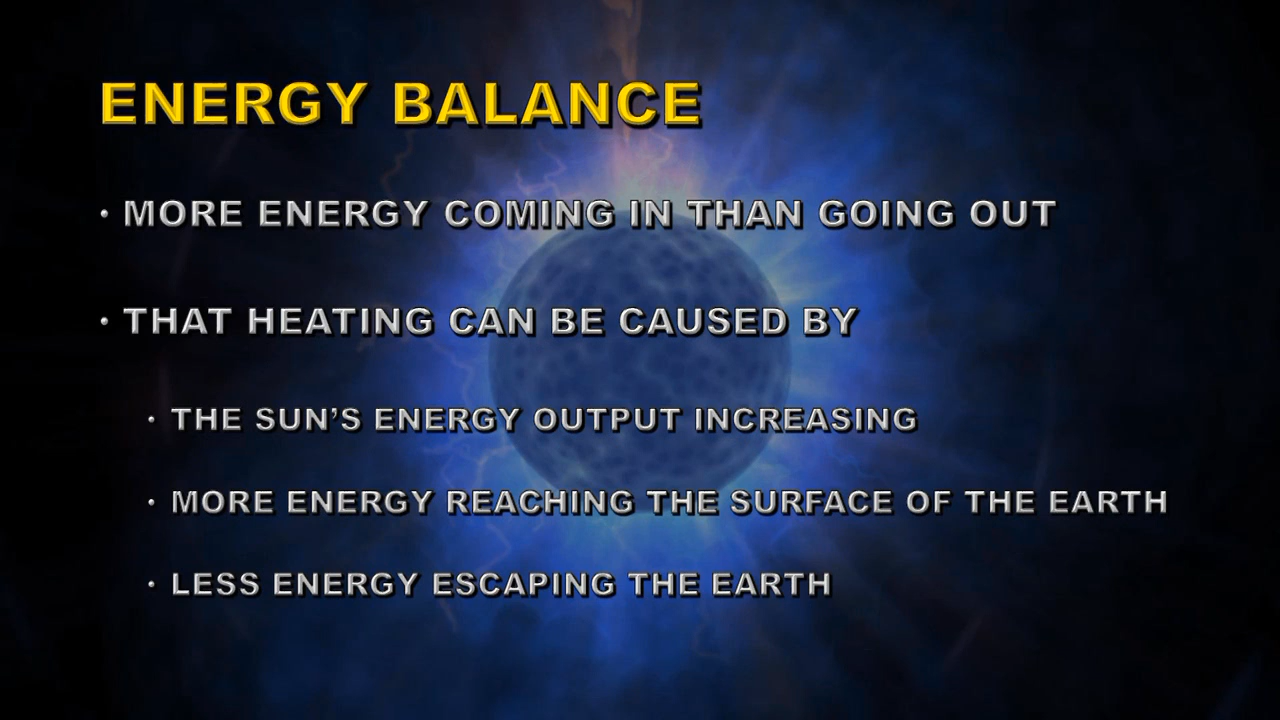 ENERGY BALANCE
• MORE ENERGY COMING IN THAN GOING OUT
• THAT HEATING CAN BE CAUSED BY
• THE SUN’S ENERGY OUTPUT INCREASING
• MORE ENERGY REACHING THE SURFACE OF THE EARTH
• LESS ENERGY ESCAPING THE EARTH